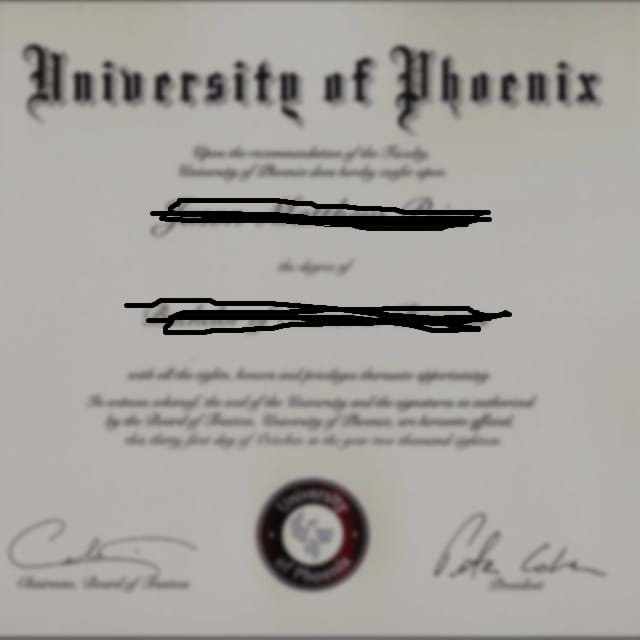 University of Phoenix
Upon the recommendation of the Faculty,
University of Phoenix does hereby confer upon
the degree of
with all the rights, honors and privileges thereunto appertaining.
In witness whereof, the seal of the University and the signatures as authorized
by the Board of Trustees, University of Phoenix, are hereunto affixed,
this thirty first day of October, in the year two thousand eighteen.
University
of Phoenix
Chairman, Board of Trustees
President